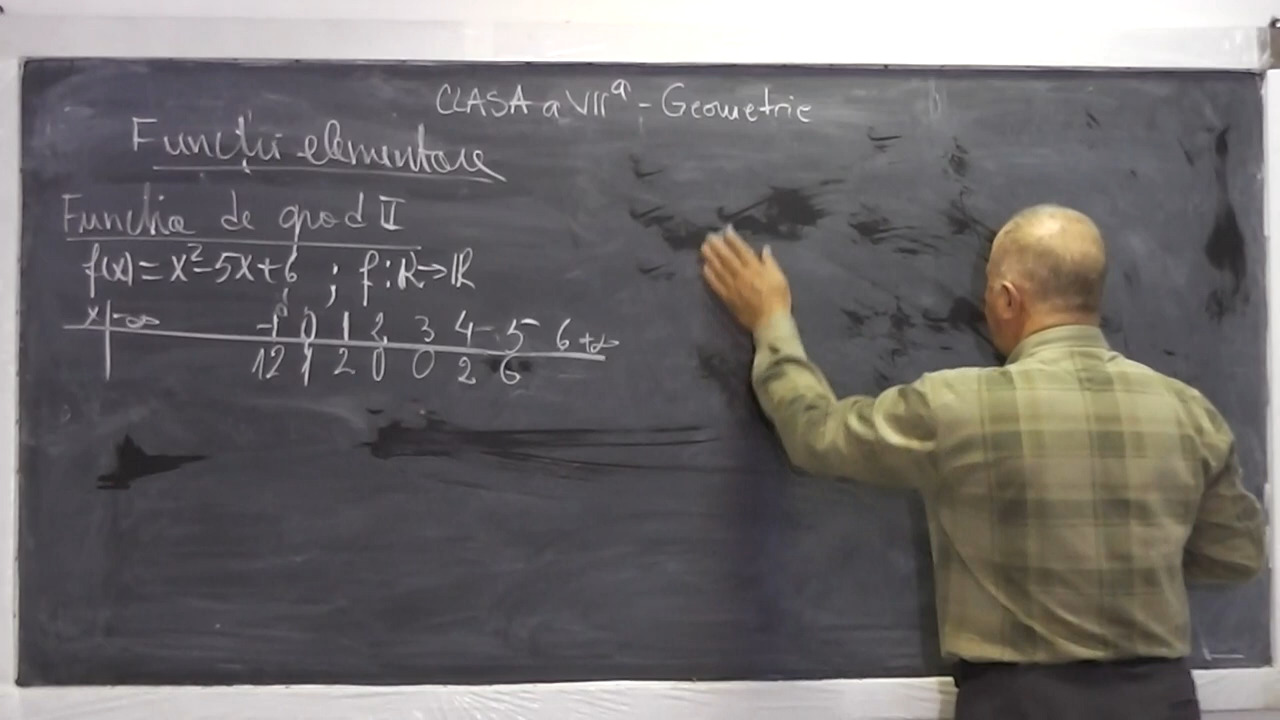 CLASA a VII a - Geometrie
Funcții elementare
Funcția de grad II
f(x) = x²-5x+6 ; f: R→R
x -∞ -1 0 1 2 3 4 5 6 +∞
12 2 0 0 2 6